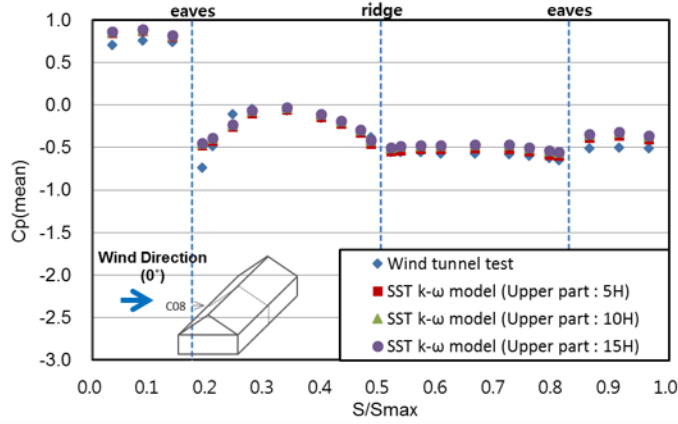 eaves ridge eaves
1.0
0.5
0.0
-0.5
-1.0
-1.5
-2.0
-2.5
-3.0
Cp(mean)
Wind Direction
(0˚)
C08
Wind tunnel test
SST k-ω model (Upper part : 5H)
SST k-ω model (Upper part : 10H)
SST k-ω model (Upper part : 15H)
0.0 0.1 0.2 0.3 0.4 0.5 0.6 0.7 0.8 0.9 1.0
S/Smax